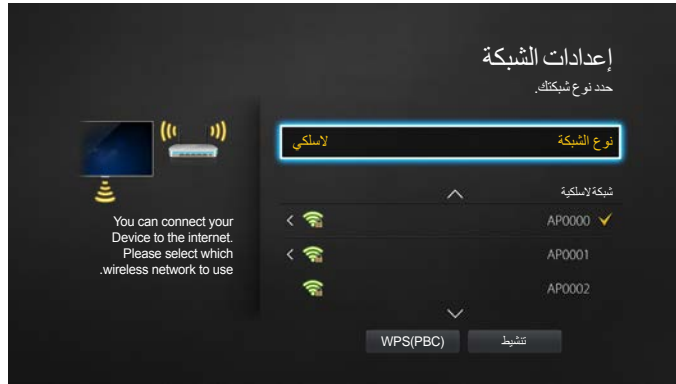 إعدادات الشبكة
حدد نوع شبكتك.
نوع الشبكة لاسلكي
شبكة لاسلكية
AP0000
AP0001
AP0002
تنشيط WPS(PBC)
You can connect your
Device to the internet.
Please select which
.wireless network to use